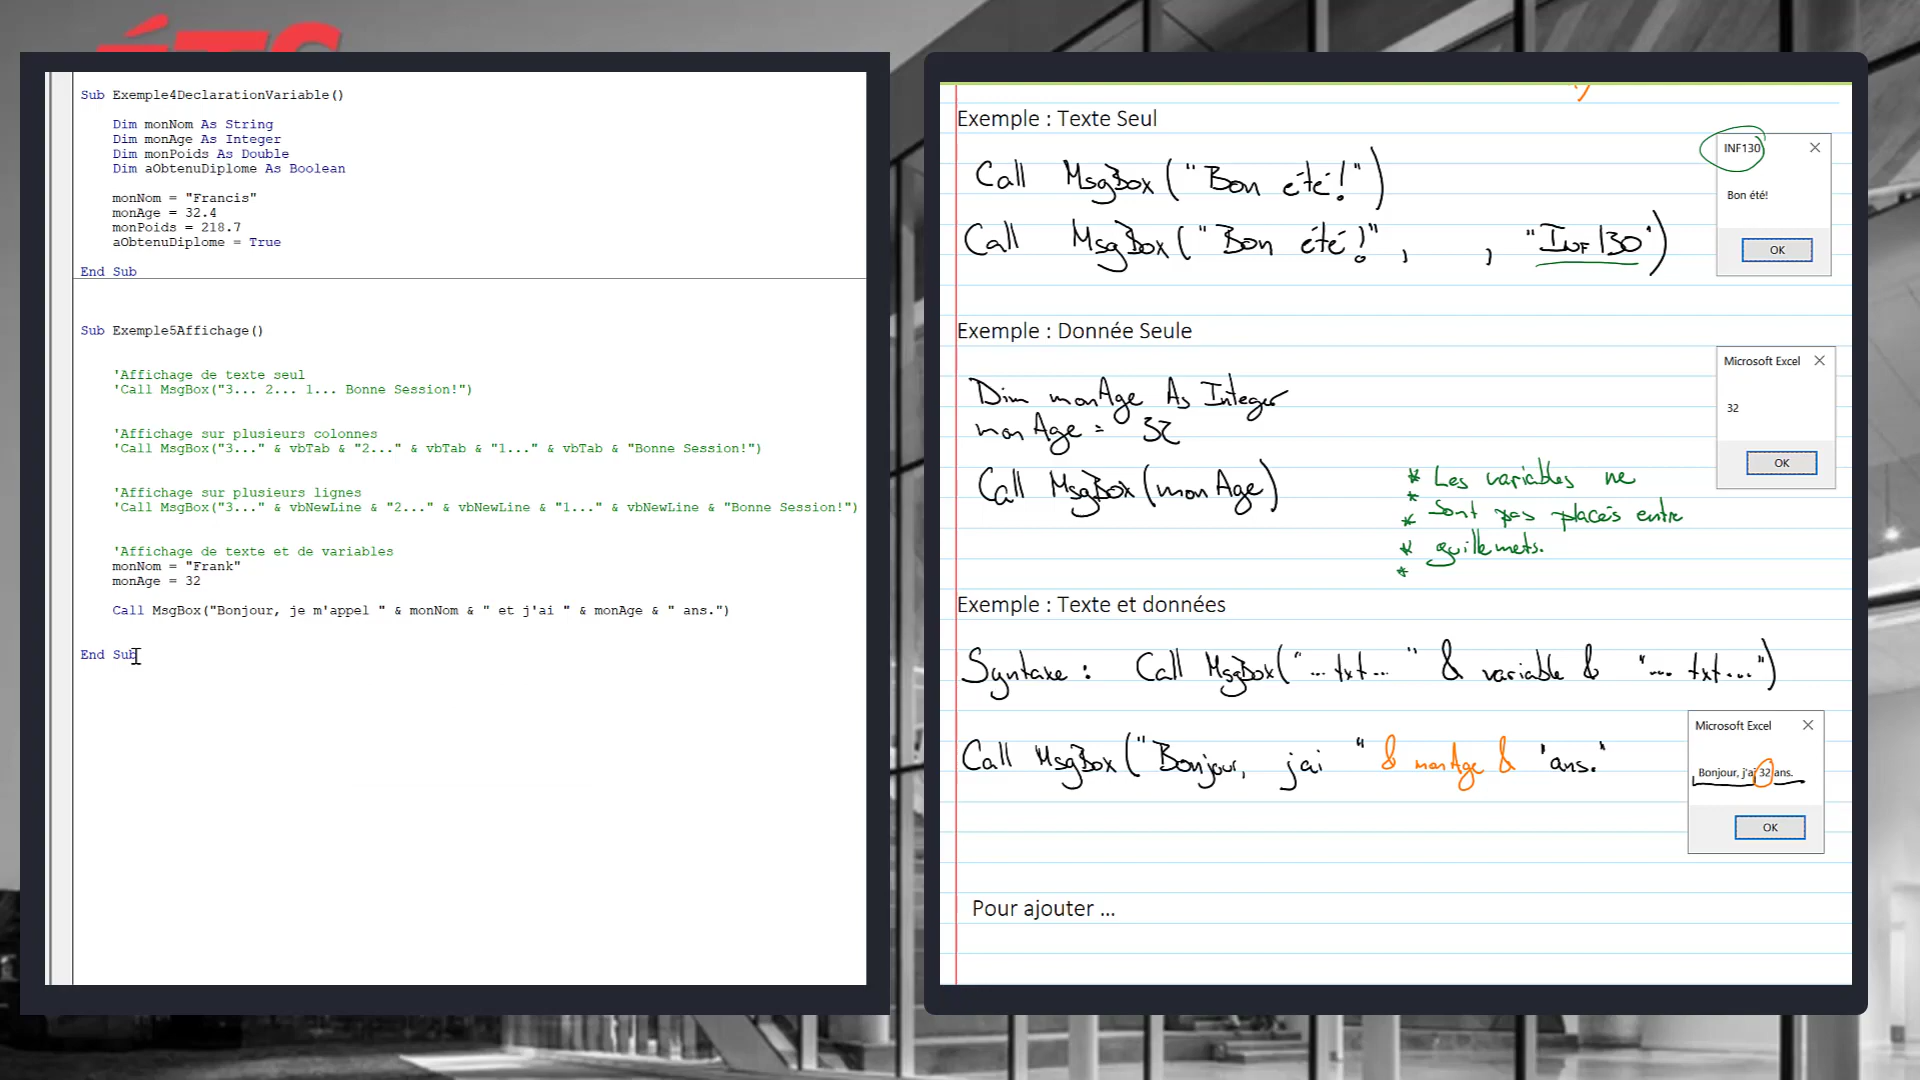 ÉTS
Sub Exemple4DeclarationVariable()
Dim monNom As String
Dim monAge As Integer
Dim monPoids As Double
Dim aObtenuDiplome As Boolean
monNom = "Francis"
monAge = 32.4
monPoids = 218.7
aObtenuDiplome = True
End Sub
Sub Exemple5Affichage()
'Affichage de texte seul
'Call MsgBox("3... 2... 1... Bonne Session!")
'Affichage sur plusieurs colonnes
'Call MsgBox("3..." & vbTab & "2..." & vbTab & "1..." & vbTab & "Bonne Session!")
'Affichage sur plusieurs lignes
'Call MsgBox("3..." & vbNewLine & "2..." & vbNewLine & "1..." & vbNewLine & "Bonne Session!")
'Affichage de texte et de variables
monNom = "Frank"
monAge = 32
Call MsgBox("Bonjour, je m'appel " & monNom & " et j'ai " & monAge & " ans.")
End Sub
Exemple : Texte Seul
Call MsgBox("Bon été!")
Call MsgBox("Bon été!", , "INF130")
INF130
Bon été!
OK
Exemple : Donnée Seule
Dim monAge As Integer
monAge = 32
Call MsgBox(monAge)
* Les variables ne
* sont pas placés entre
* guillemets.
Microsoft Excel
32
OK
Exemple : Texte et données
Syntaxe : Call MsgBox("...txt..." & variable & "...txt...")
Call MsgBox("Bonjour, j'ai " & monAge & "ans."
Microsoft Excel
Bonjour, j'ai 32 ans.
OK
Pour ajouter ...